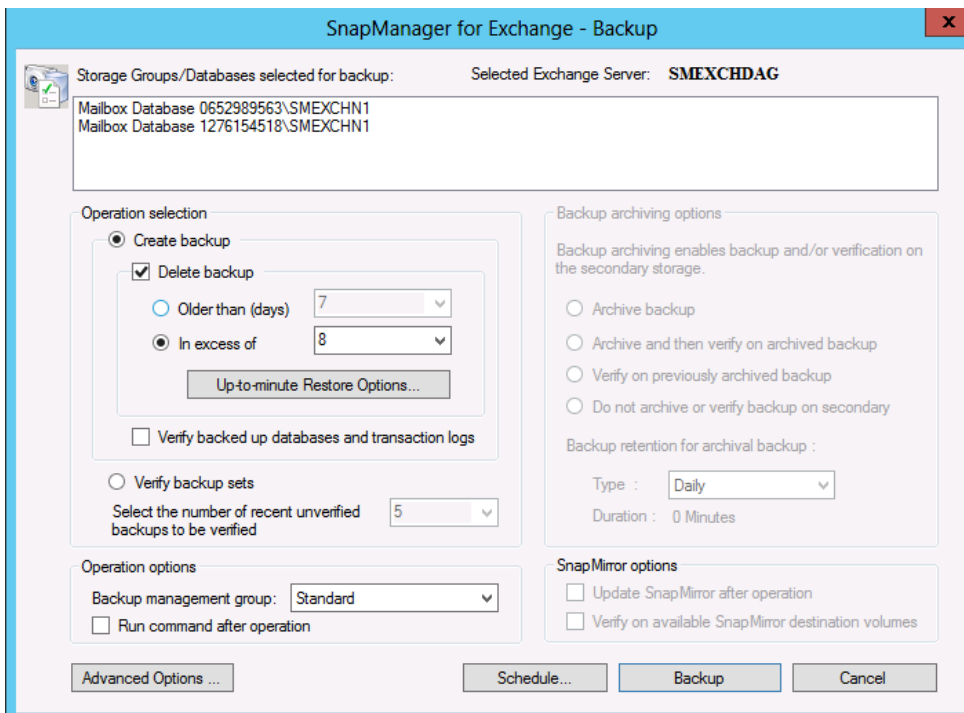 SnapManager for Exchange - Backup
x
Storage Groups/Databases selected for backup:
Selected Exchange Server: SMEXCHDAG
Mailbox Database 0652989563\SMEXCHN1
Mailbox Database 1276154518\SMEXCHN1
Operation selection
Create backup
Delete backup
Older than (days)
7
In excess of
8
Up-to-minute Restore Options...
Verify backed up databases and transaction logs
Verify backup sets
Select the number of recent unverified
backups to be verified
5
Backup archiving options
Backup archiving enables backup and/or verification on
the secondary storage.
Archive backup
Archive and then verify on archived backup
Verify on previously archived backup
Do not archive or verify backup on secondary
Backup retention for archival backup :
Type :
Daily
Duration : 0 Minutes
Operation options
Backup management group:
Standard
Run command after operation
SnapMirror options
Update SnapMirror after operation
Verify on available SnapMirror destination volumes
Advanced Options ...
Schedule...
Backup
Cancel